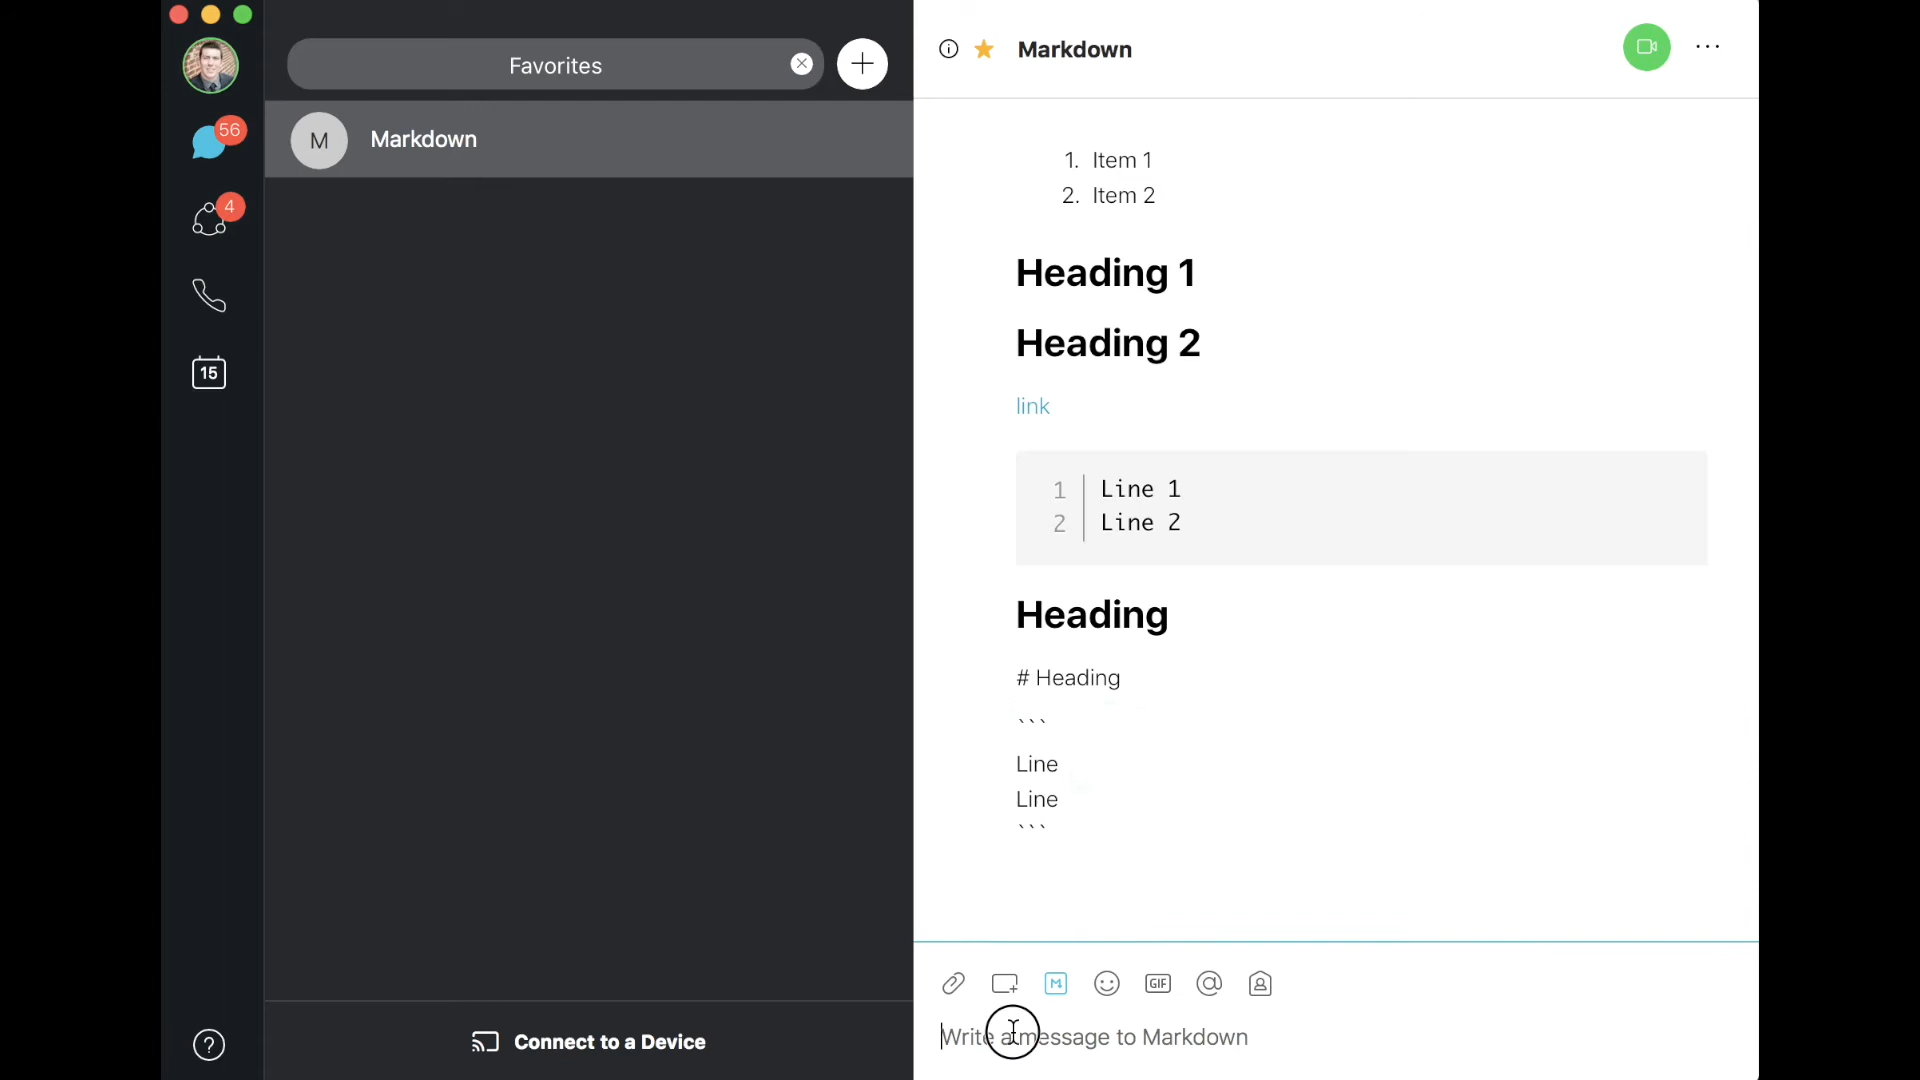 Favorites
Markdown
56
M
Markdown
4
15
1. Item 1
2. Item 2
Heading 1
Heading 2
link
1 Line 1
2 Line 2
Heading
# Heading
```
Line
Line
```
M
GIF
@
Write a message to Markdown
Connect to a Device
?